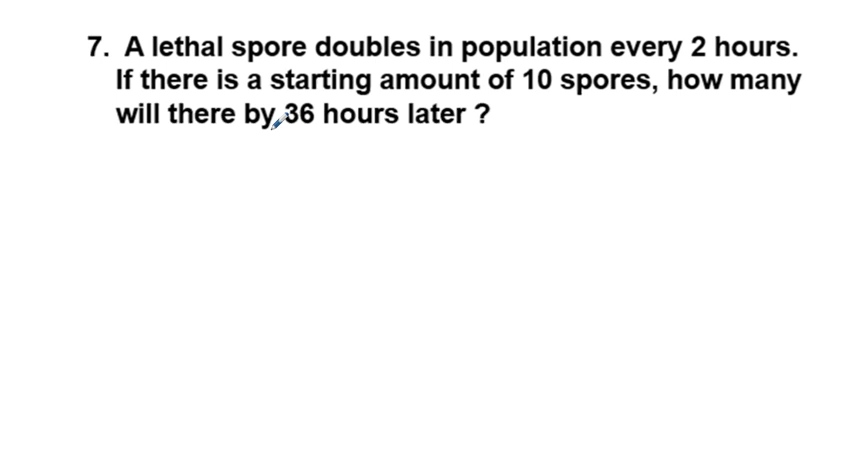 7. A lethal spore doubles in population every 2 hours.
If there is a starting amount of 10 spores, how many
will there by 36 hours later ?